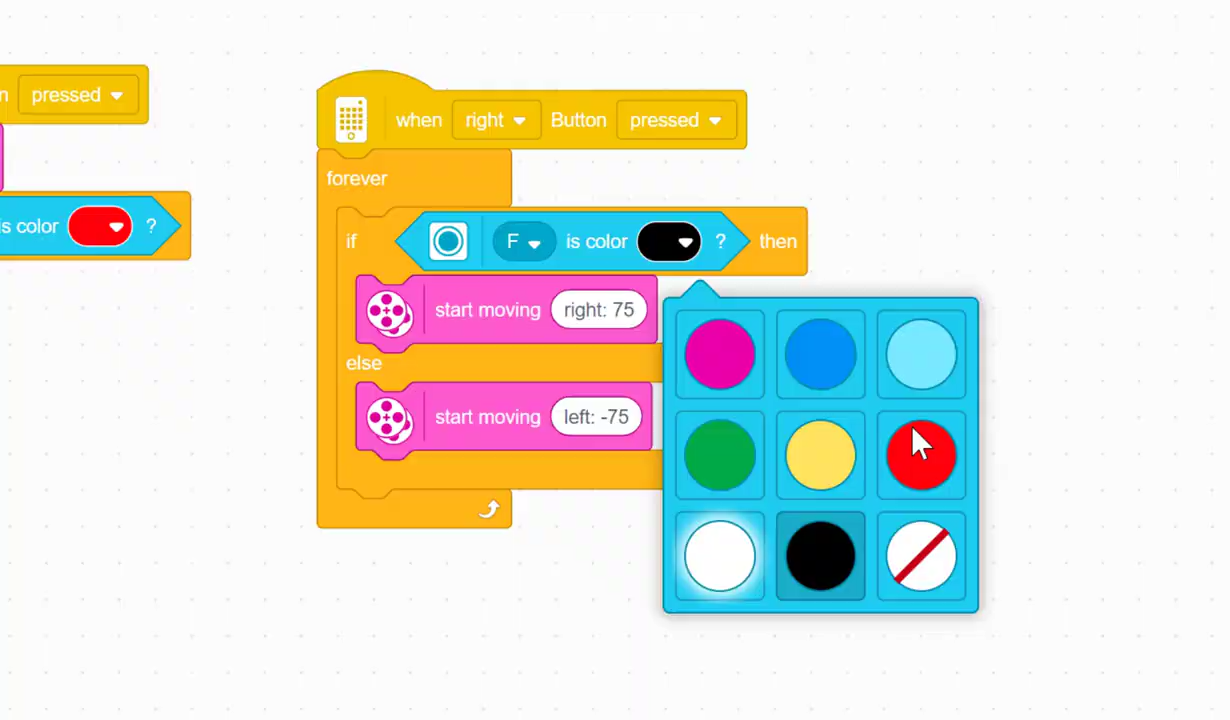 n pressed
is color ?
when right Button pressed
forever
if F is color ? then
start moving right: 75
else
start moving left: -75